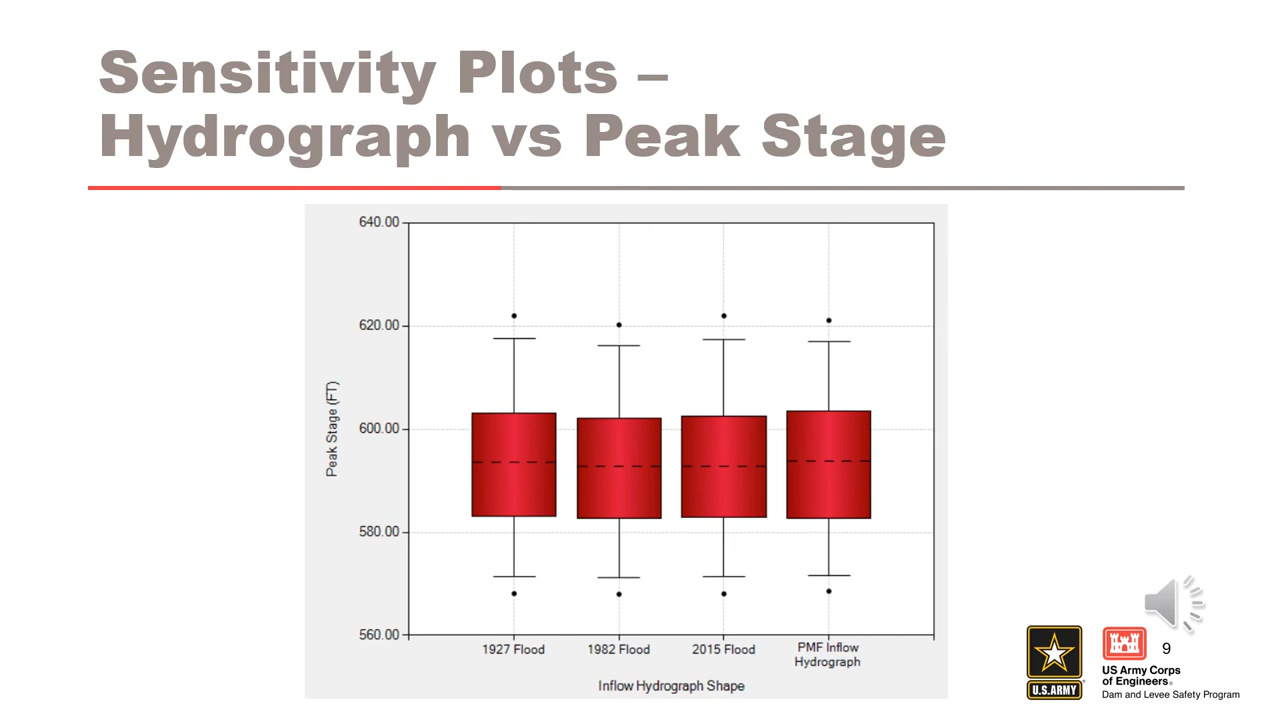 Sensitivity Plots –
Hydrograph vs Peak Stage
640.00
620.00
600.00
580.00
560.00
Peak Stage (FT)
1927 Flood
1982 Flood
2015 Flood
PMF Inflow
Hydrograph
Inflow Hydrograph Shape
U.S. ARMY
9
US Army Corps
of Engineers®
Dam and Levee Safety Program